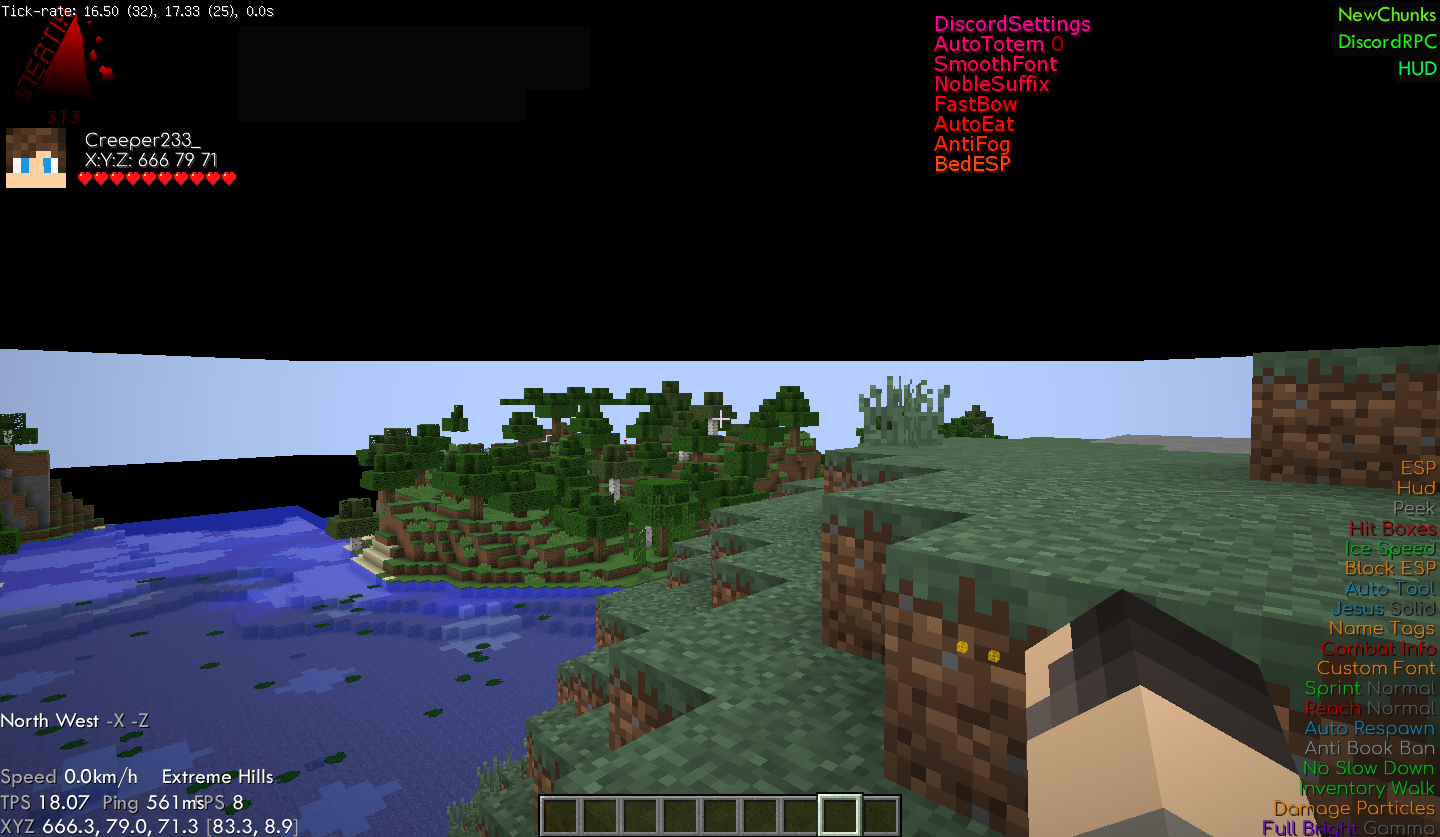 Tick-rate: 16.50 (32), 17.33 (25), 0.0s
INERTIA
3.1.3
Creeper233_
X:Y:Z: 666 79 71
DiscordSettings
AutoTotem 0
SmoothFont
NobleSuffix
FastBow
AutoEat
AntiFog
BedESP
NewChunks
DiscordRPC
HUD
ESP
Hud
Peek
Hit Boxes
Ice Speed
Block ESP
Auto Tool
Jesus Solid
Name Tags
Combat Info
Custom Font
Sprint Normal
Reach Normal
Auto Respawn
Anti Book Ban
No Slow Down
Inventory Walk
Damage Particles
Full Bright Gamma
North West -X -Z
Speed 0.0km/h Extreme Hills
TPS 18.07 Ping 561ms PS 8
XYZ 666.3, 79.0, 71.3 [83.3, 8.9]